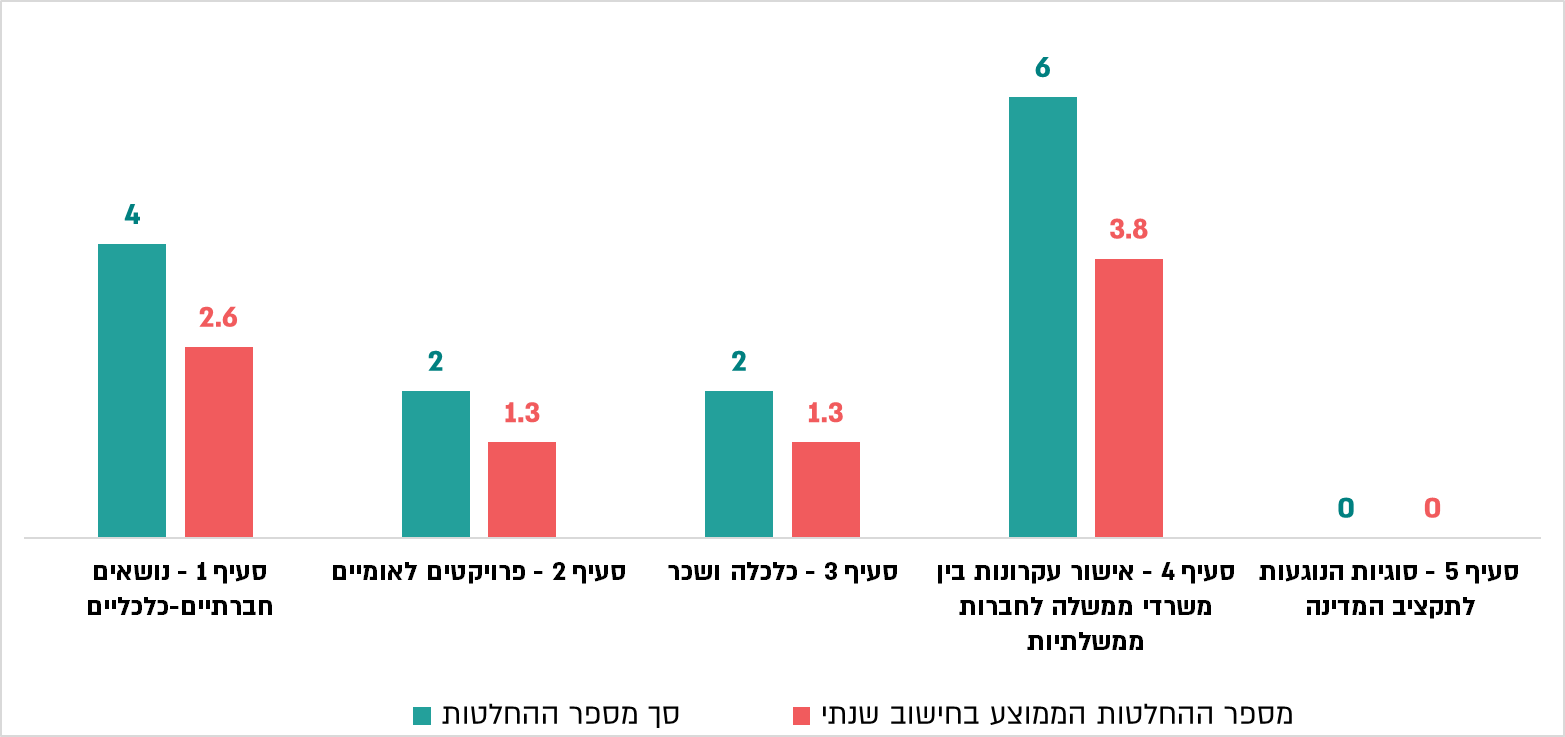 6
4
3.8
2.6
2
2
1.3
1.3
0
0
סעיף 1 - נושאים
חברתיים-כלכליים
סעיף 2 - פרויקטים לאומיים
סעיף 3 - כלכלה ושכר
סעיף 4 - אישור עקרונות בין
משרדי ממשלה לחברות
ממשלתיות
סעיף 5 - סוגיות הנוגעות
לתקציב המדינה
סך מספר ההחלטות
מספר ההחלטות הממוצע בחישוב שנתי